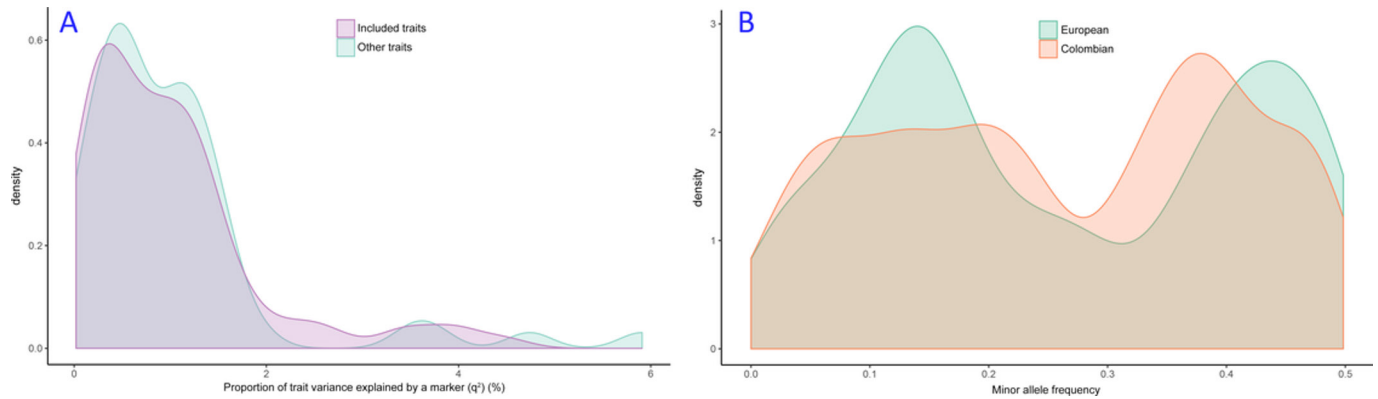 A
Included traits
Other traits
density
0.6
0.4
0.2
0.0
0
2
4
6
Proportion of trait variance explained by a marker (q²) (%)
B
European
Colombian
density
3
2
1
0
0.0
0.1
0.2
0.3
0.4
0.5
Minor allele frequency